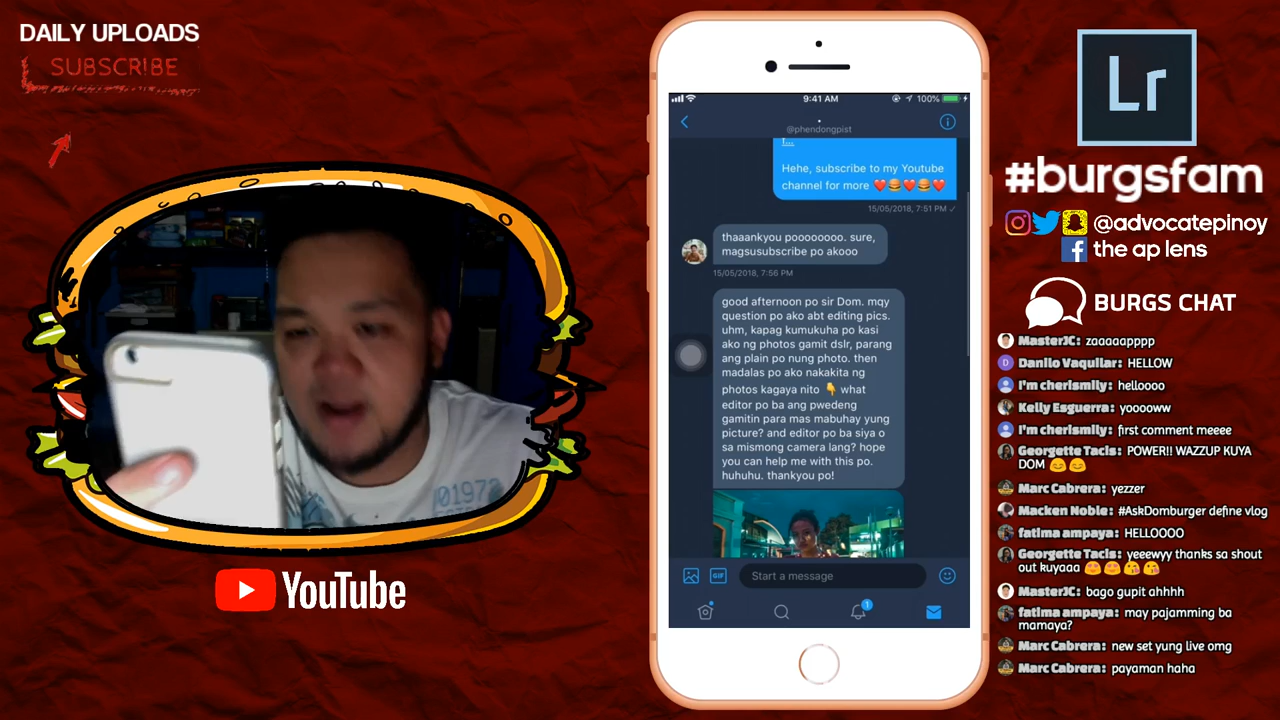 DAILY UPLOADS
SUBSCRIBE
01972
YouTube
9:41 AM
100%
@phendongpist
f...
Hehe, subscribe to my Youtube
channel for more ❤️🍔❤️🍔❤️
15/05/2018, 7:51 PM ✓
thaaankyou poooooooo. sure,
magsusubscribe po akooo
15/05/2018, 7:56 PM
good afternoon po sir Dom. mqy
question po ako abt editing pics.
uhm, kapag kumukuha po kasi
ako ng photos gamit dslr, parang
ang plain po nung photo. then
madalas po ako nakakita ng
photos kagaya nito 👇 what
editor po ba ang pwedeng
gamitin para mas mabuhay yung
picture? and editor po ba siya o
sa mismong camera lang? hope
you can help me with this po.
huhuhu. thankyou po!
GIF
Start a message
1
Lr
#burgsfam
@advocatepinoy
the ap lens
BURGS CHAT
MasterJC: zaaaaapppp
D Danilo Vaquilar: HELLOW
I'm cherismily: helloooo
Kelly Esguerra: yooooww
I'm cherismily: first comment meeee
Georgette Tacis: POWER!! WAZZUP KUYA
DOM 😊😊
Marc Cabrera: yezzer
Macken Noble: #AskDomburger define vlog
fatima ampaya: HELLOOOO
Georgette Tacis: yeeewyy thanks sa shout
out kuyaaa 😍😍😘😘
MasterJC: bago gupit ahhhh
fatima ampaya: may pajamming ba
mamaya?
Marc Cabrera: new set yung live omg
Marc Cabrera: payaman haha